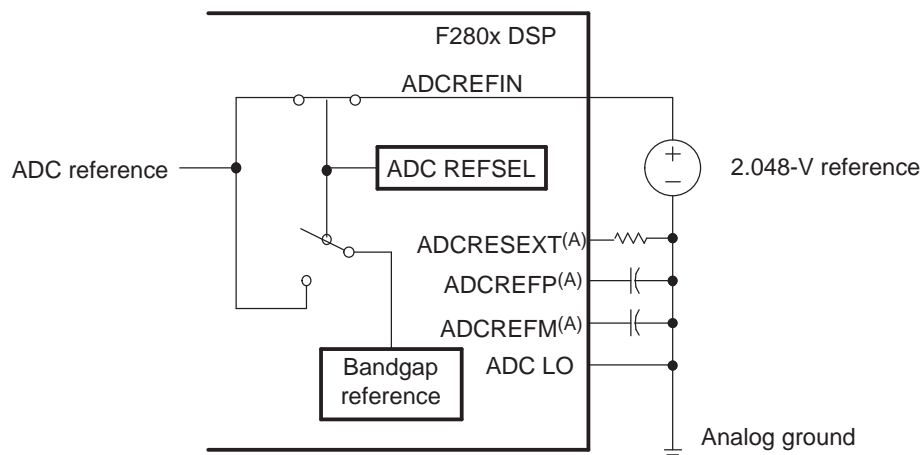 F280x DSP
ADCREFIN
ADC reference
ADC REFSEL
+
–
2.048-V reference
ADCRESEXT(A)
ADCREFP(A)
ADCREFM(A)
ADC LO
Bandgap
reference
Analog ground